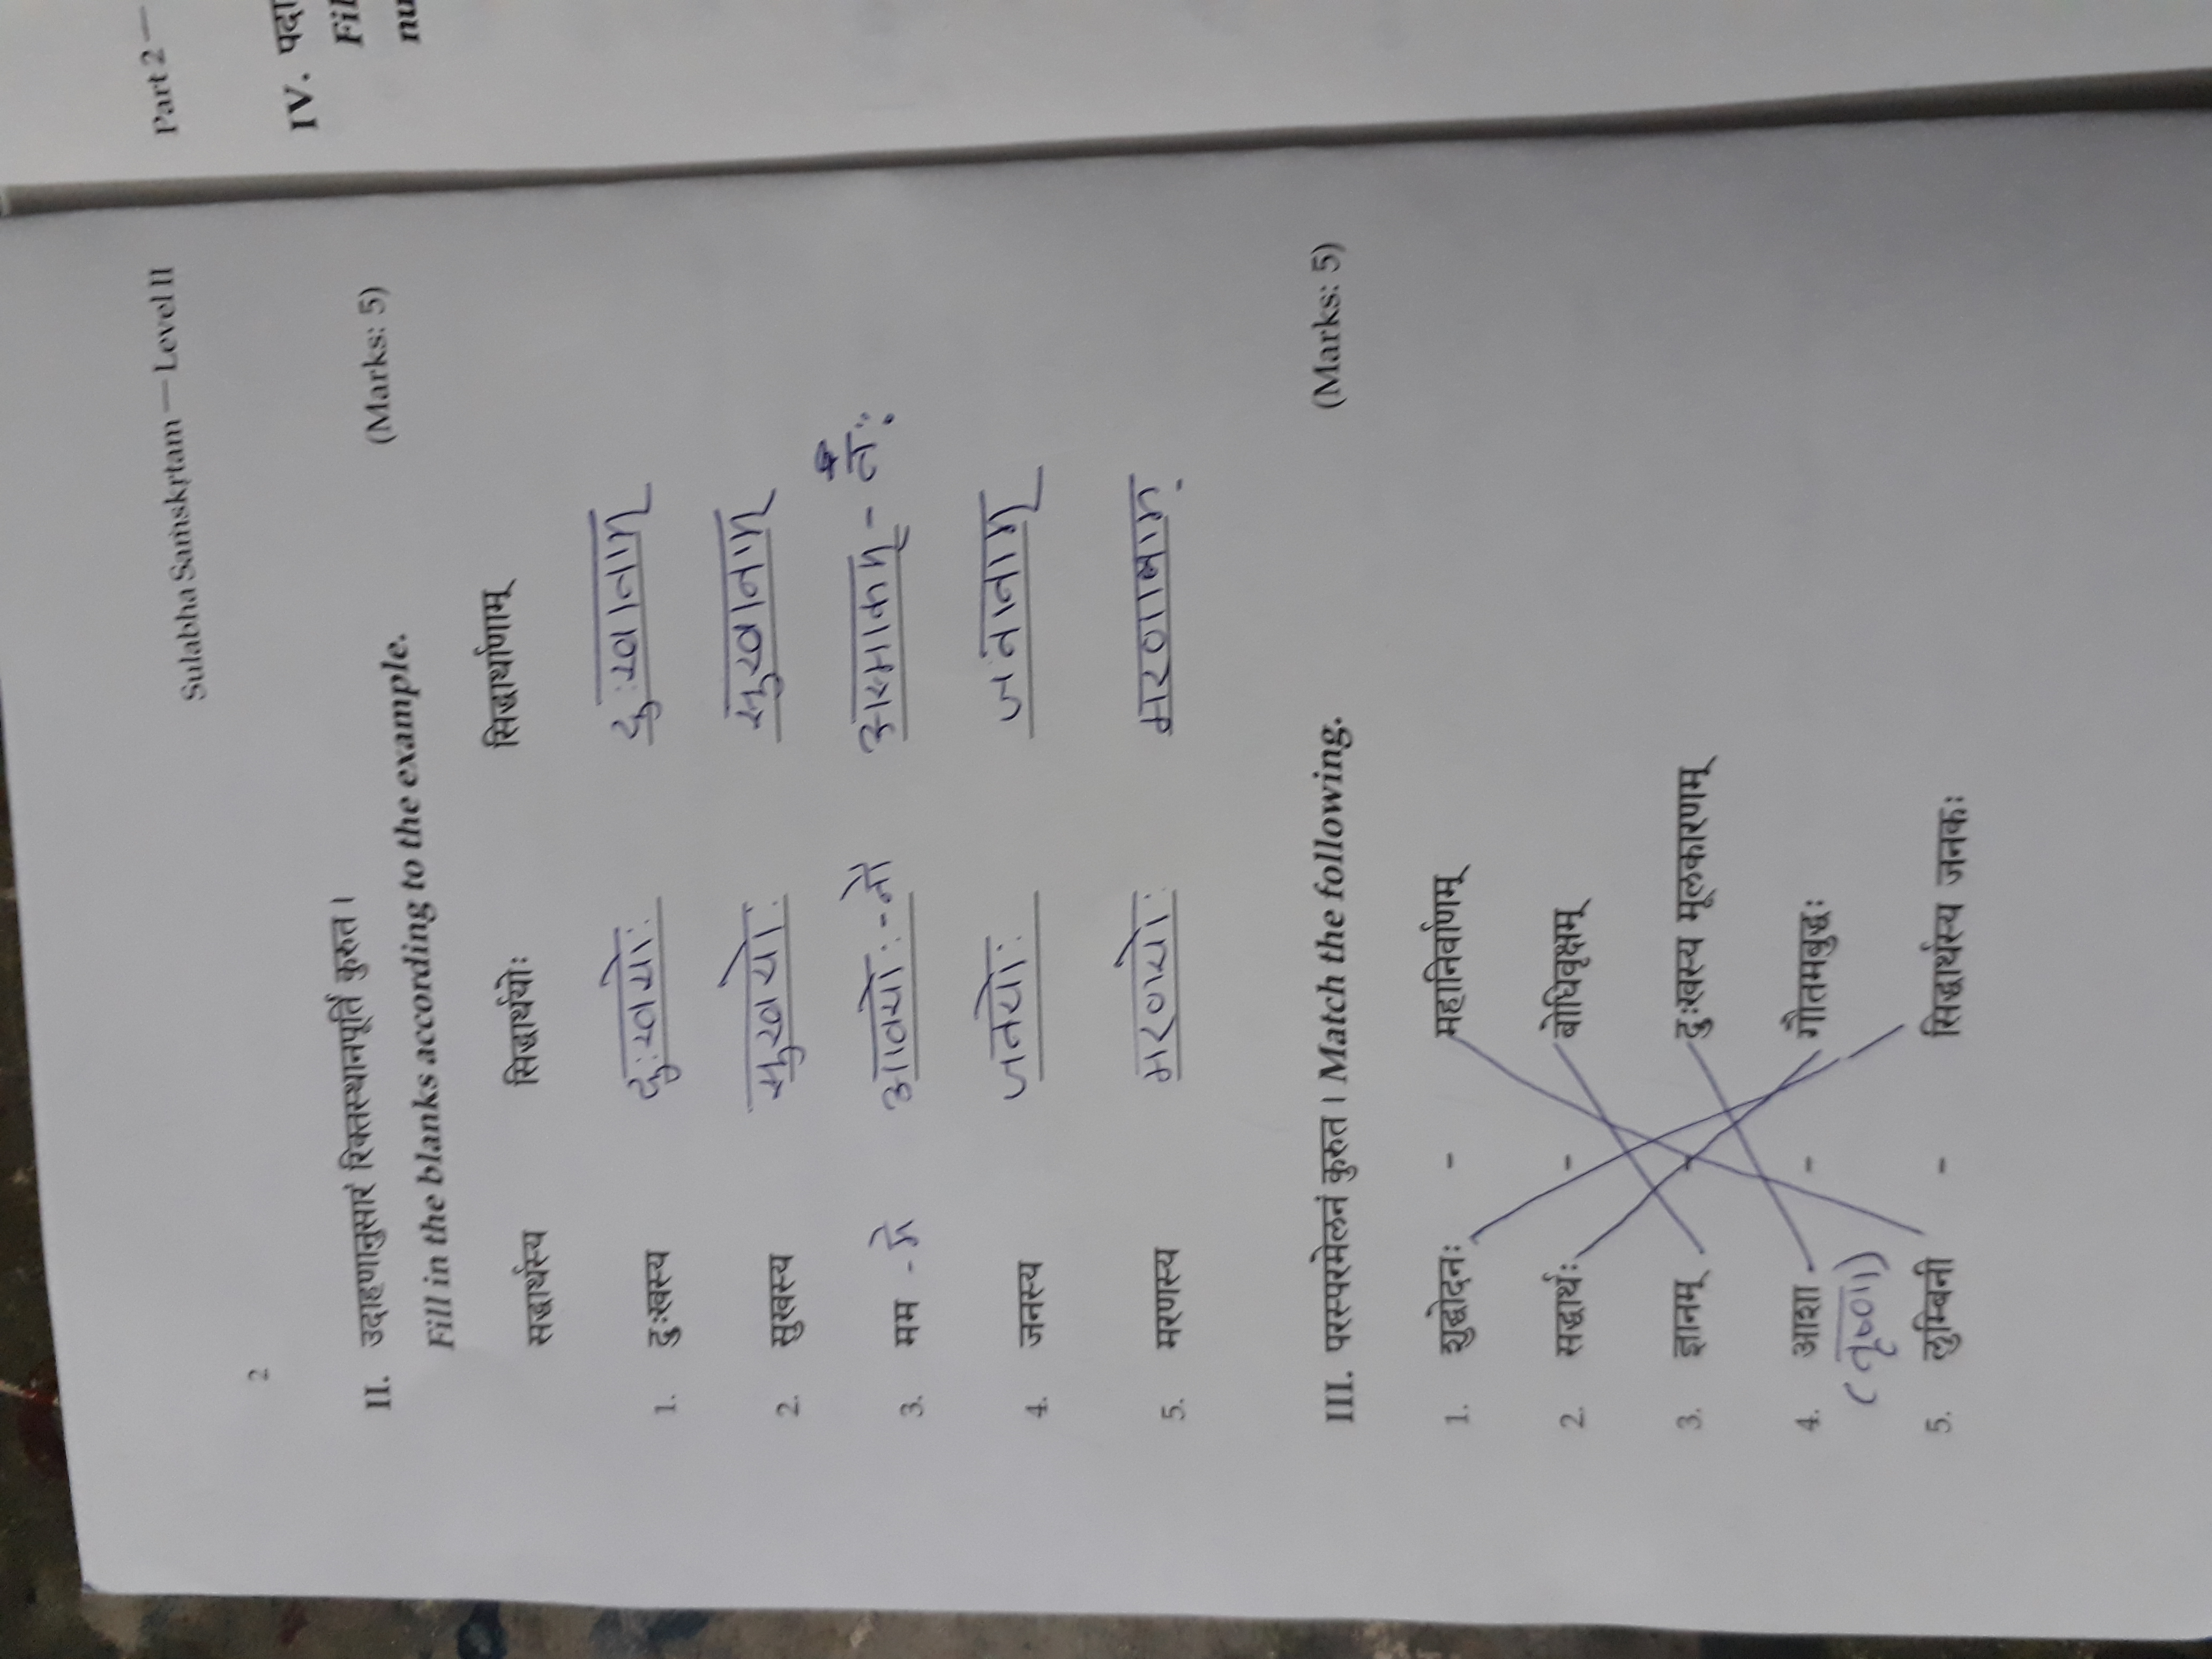 Sulabha Saṁskṛtam — Level II
2
II. उदाहणानुसारं रिक्तस्थानपूर्तिं कुरुत ।
Fill in the blanks according to the example. (Marks: 5)
सद्धार्थस्य सिद्धार्थयोः सिद्धार्थाणाम्
1. दुःखस्य दुःखयोः दुःखानाम्
2. सुखस्य सुखयोः सुखानाम्
3. मम - मे आवयोः - नौ अस्माकम् - नः
4. जनस्य जनयोः जनानाम्
5. मरणस्य मरणयोः मरणानाम्
III. परस्परमेलनं कुरुत । Match the following. (Marks: 5)
1. शुद्धोदनः - महानिर्वाणम्
2. सद्धार्थः - बोधिवृक्षम्
3. ज्ञानम् - दुःखस्य मूलकारणम्
4. आशा - गौतमबुद्धः
(तृष्णा)
5. लुम्बिनी - सिद्धार्थस्य जनकः
Part 2 —
IV. पदा
Fil
nu